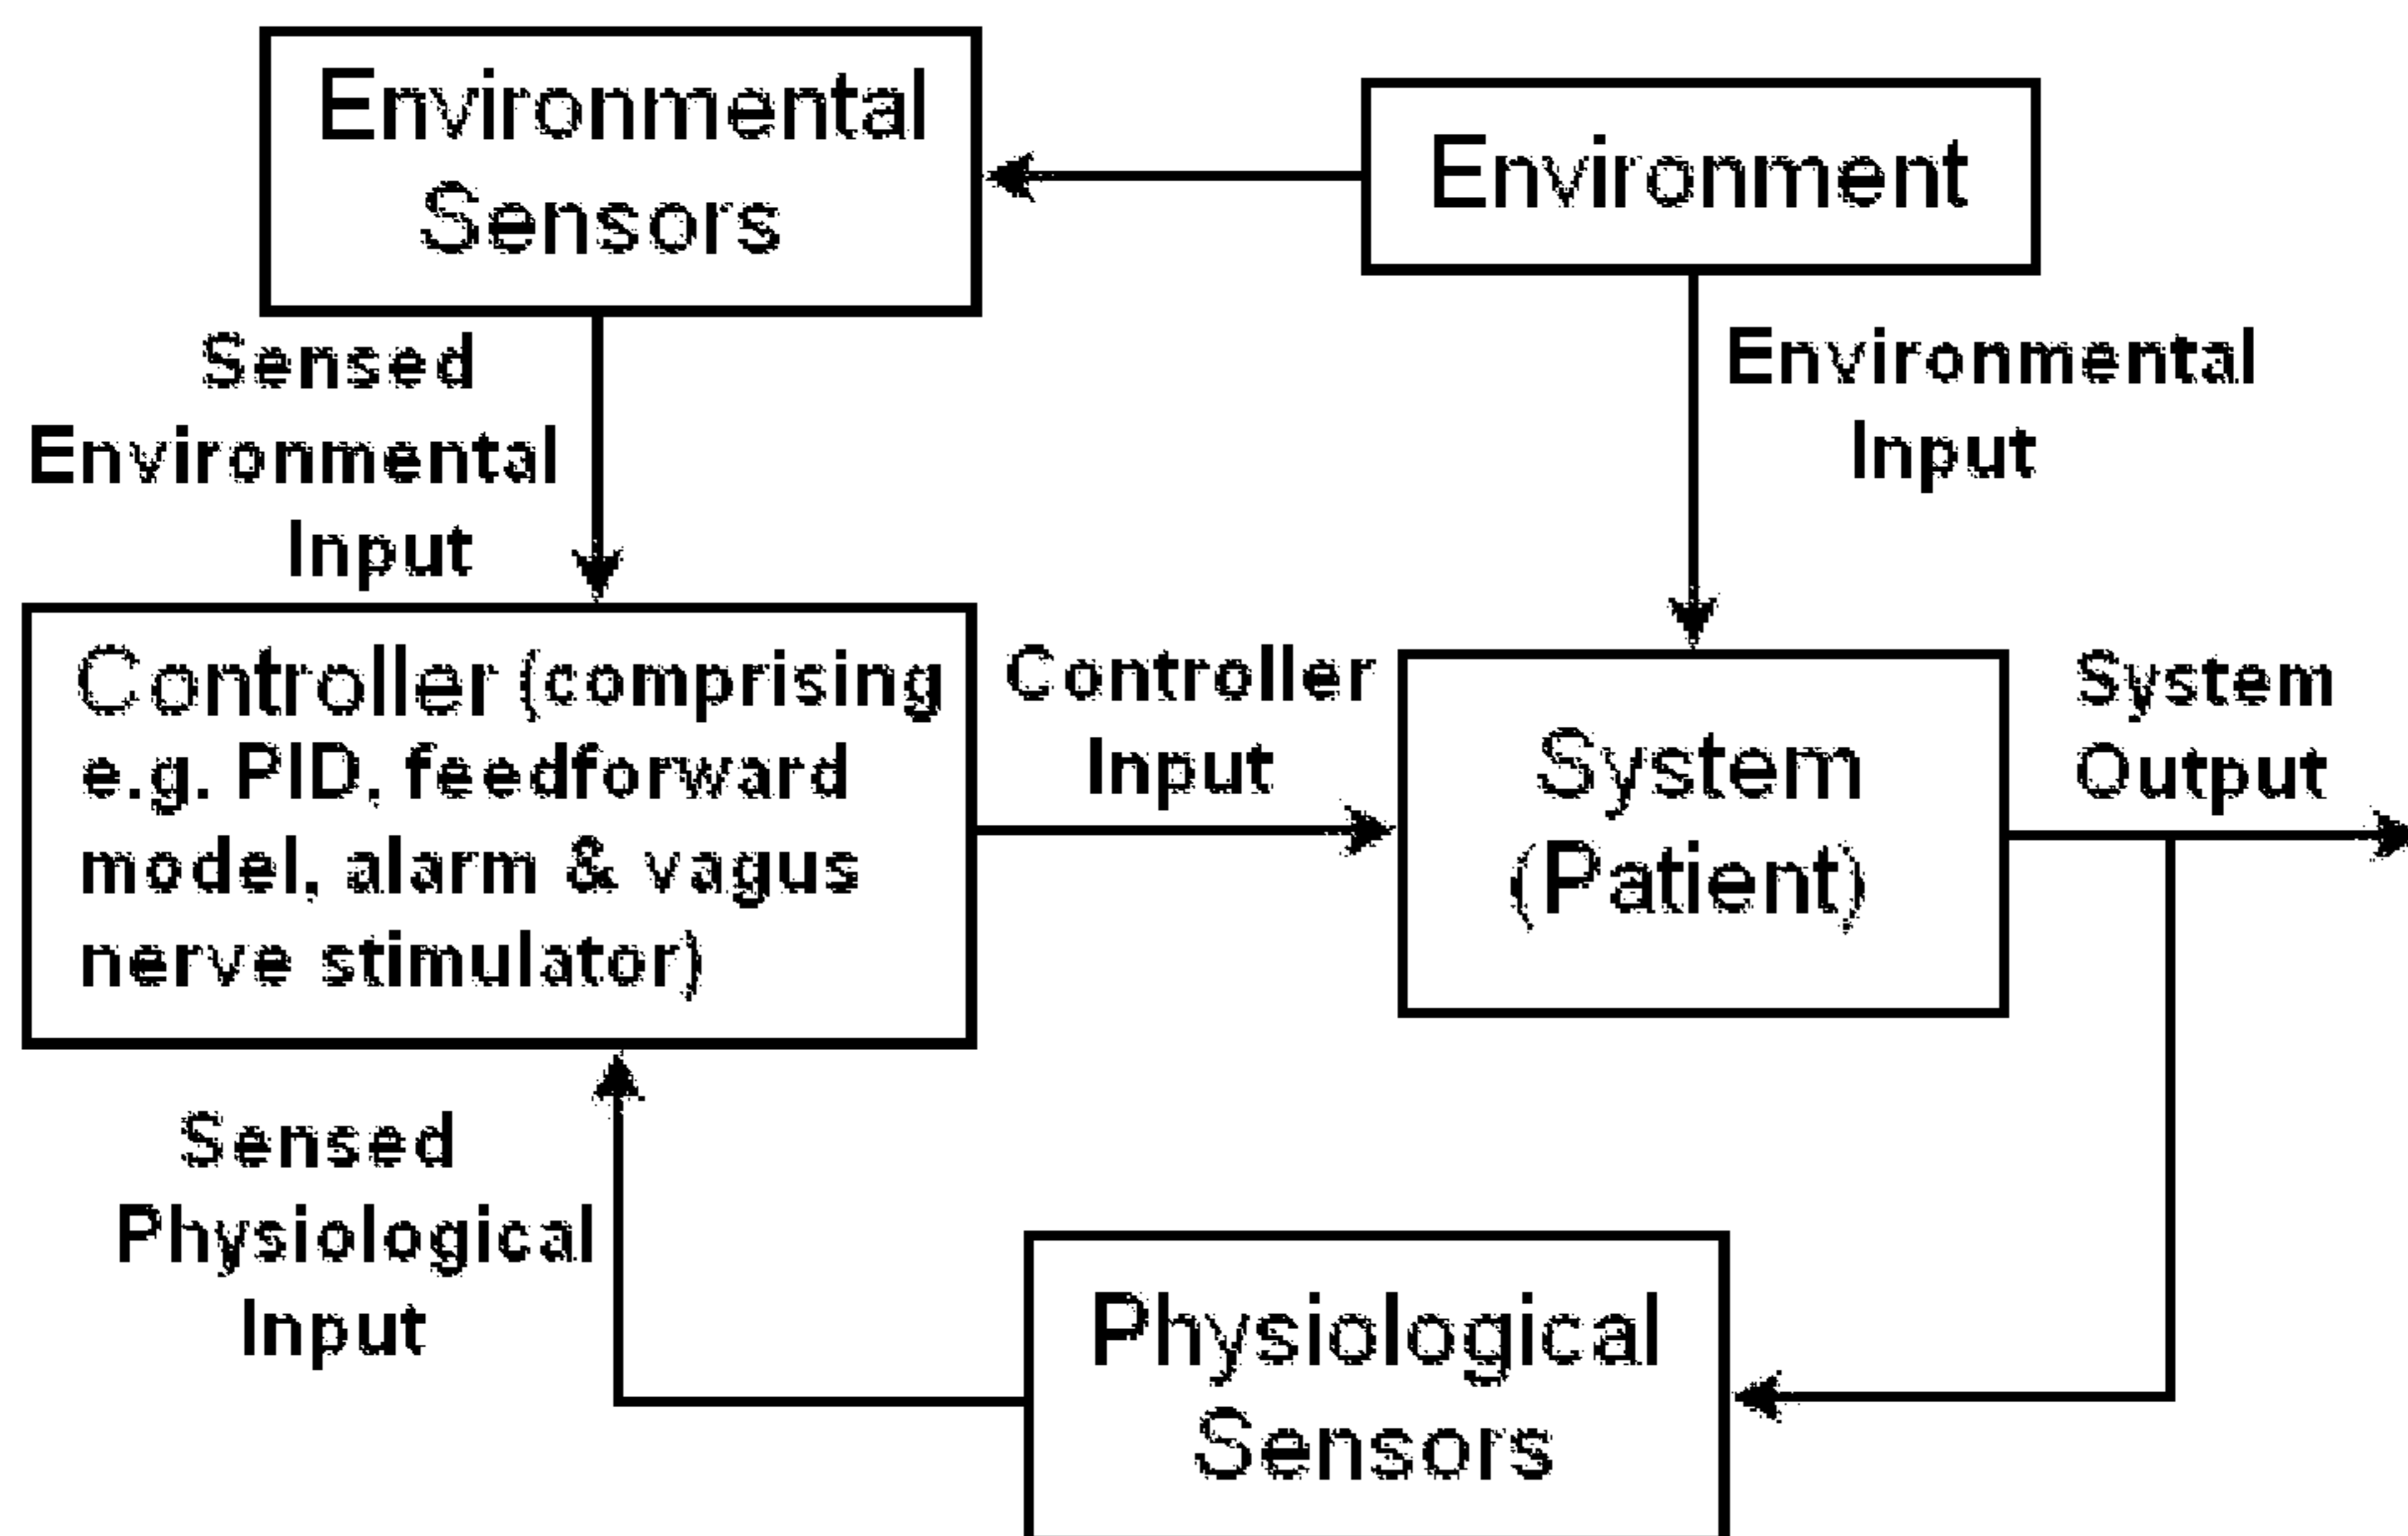 Environmental
Sensors
Environment
Sensed
Environmental
Input
Environmental
Input
Controller (comprising
e.g. PID, feedforward
model, alarm & vagus
nerve stimulator)
Controller
Input
System
(Patient)
System
Output
Sensed
Physiological
Input
Physiological
Sensors